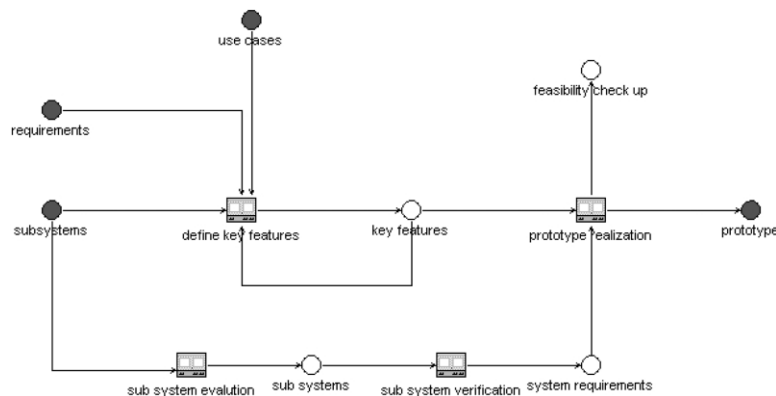 use cases
feasibility check up
requirements
subsystems
define key features
key features
prototype realization
prototype
sub system evalution
sub systems
sub system verification
system requirements